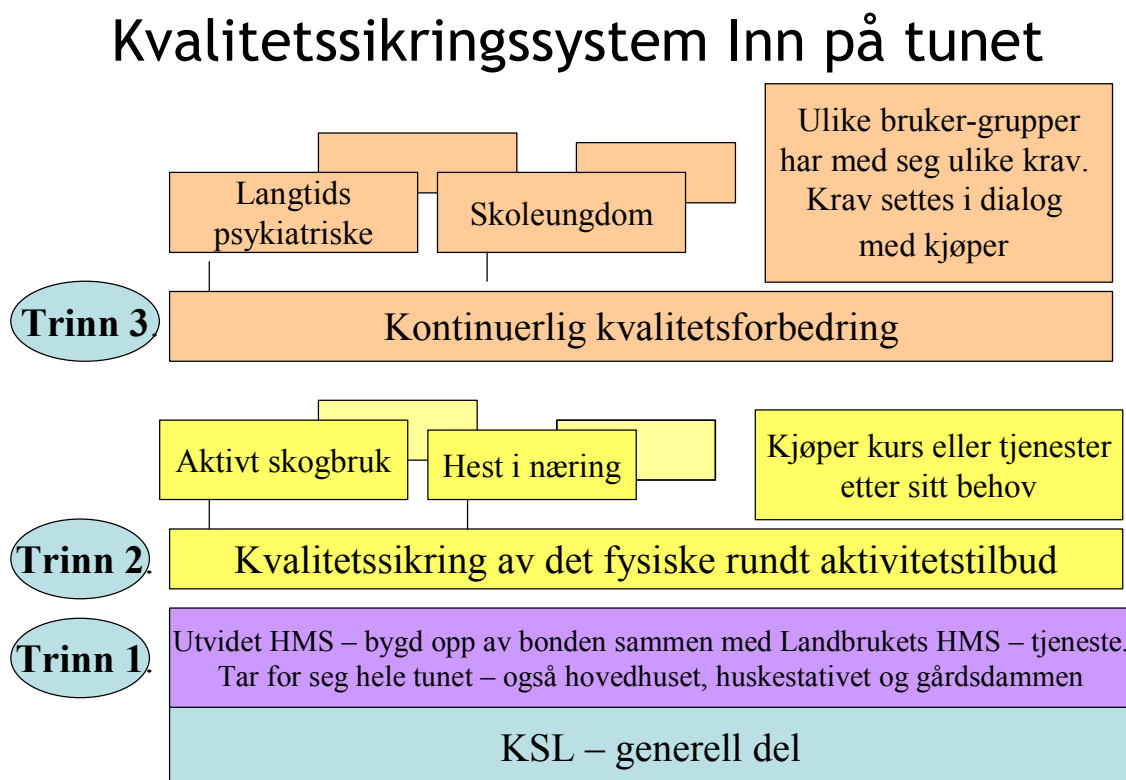 Kvalitetssikringssystem Inn på tunet
Langtids
psykiatriske
Skoleungdom
Ulike bruker-grupper
har med seg ulike krav.
Krav settes i dialog
med kjøper
Trinn 3.
Kontinuerlig kvalitetsforbedring
Aktivt skogbruk
Hest i næring
Kjøper kurs eller tjenester
etter sitt behov
Trinn 2.
Kvalitetssikring av det fysiske rundt aktivitetstilbud
Trinn 1.
Utvidet HMS – bygd opp av bonden sammen med Landbrukets HMS – tjeneste.
Tar for seg hele tunet – også hovedhuset, huskestativet og gårdsdammen
KSL – generell del